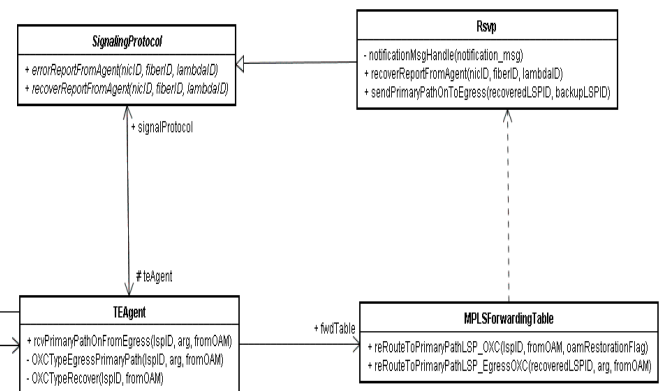 SignalingProtocol
+ errorReportFromAgent(nicID, fiberID, lambdaID)
+ recoverReportFromAgent(nicID, fiberID, lambdaID)
Rsvp
- notificationMsgHandle(notification_msg)
+ recoverReportFromAgent(nicID, fiberID, lambdaID)
+ sendPrimaryPathOnToEgress(recoveredLSPID, backupLSPID)
+ signalProtocol
# teAgent
TEAgent
+ rcvPrimaryPathOnFromEgress(lspID, arg, fromOAM)
- OXCTypeEgressPrimaryPath(lspID, arg, fromOAM)
- OXCTypeRecover(lspID, fromOAM)
+ fwdTable
MPLSForwardingTable
+ reRouteToPrimaryPathLSP_OXC(lspID, fromOAM, oamRestorationFlag)
+ reRouteToPrimaryPathLSP_EgressOXC(recoveredLSPID, arg, fromOAM)